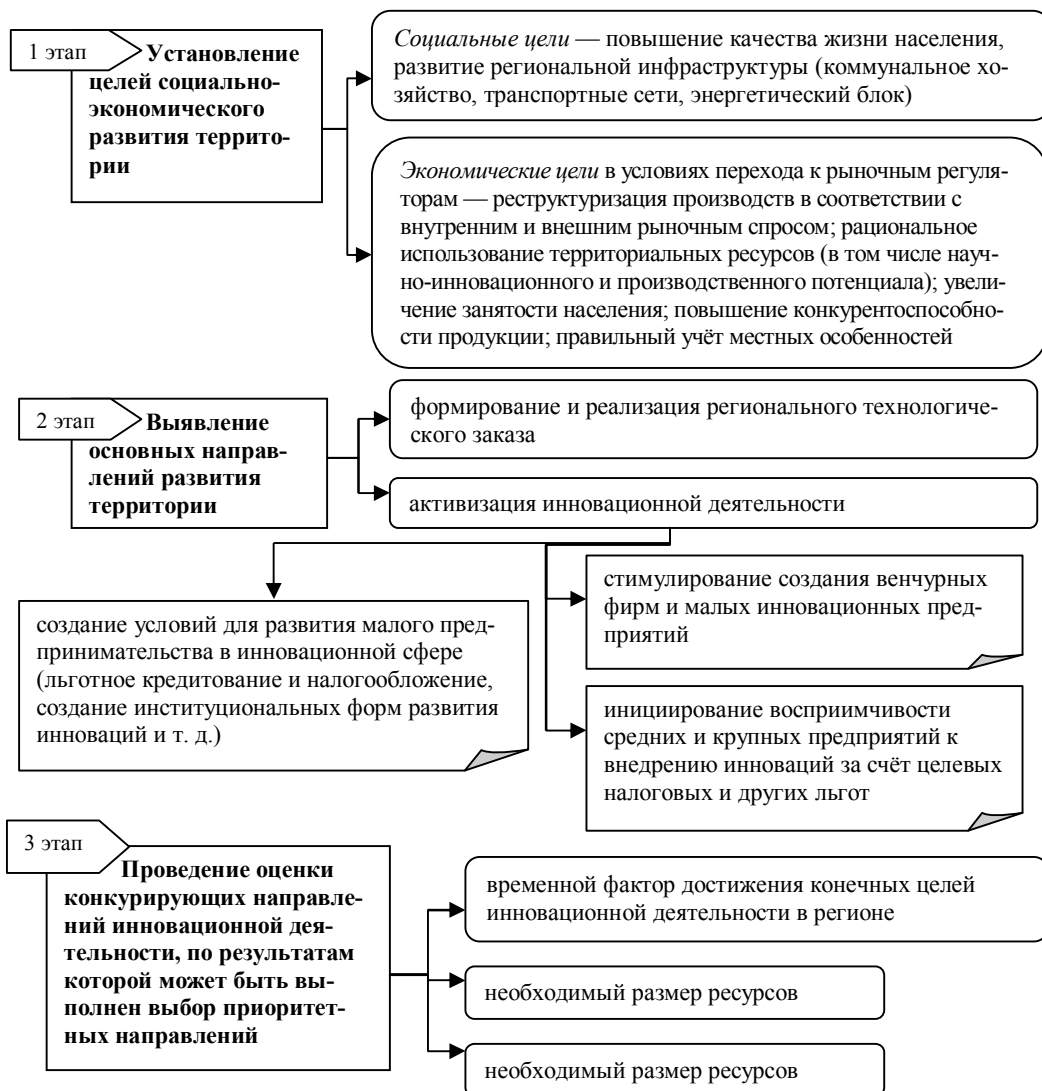 1 этап
Установление
целей социально-
экономического
развития террито-
рии
Социальные цели — повышение качества жизни населения,
развитие региональной инфраструктуры (коммунальное хо-
зяйство, транспортные сети, энергетический блок)
Экономические цели в условиях перехода к рыночным регуля-
торам — реструктуризация производств в соответствии с
внутренним и внешним рыночным спросом; рациональное
использование территориальных ресурсов (в том числе науч-
но-инновационного и производственного потенциала); увели-
чение занятости населения; повышение конкурентоспособно-
сти продукции; правильный учёт местных особенностей
2 этап
Выявление
основных направ-
лений развития
территории
формирование и реализация регионального технологиче-
ского заказа
активизация инновационной деятельности
создание условий для развития малого пред-
принимательства в инновационной сфере
(льготное кредитование и налогообложение,
создание институциональных форм развития
инноваций и т. д.)
стимулирование создания венчурных
фирм и малых инновационных пред-
приятий
инициирование восприимчивости
средних и крупных предприятий к
внедрению инноваций за счёт целевых
налоговых и других льгот
3 этап
Проведение оценки
конкурирующих направле-
ний инновационной дея-
тельности, по результатам
которой может быть вы-
полнен выбор приоритет-
ных направлений
временной фактор достижения конечных целей
инновационной деятельности в регионе
необходимый размер ресурсов
необходимый размер ресурсов